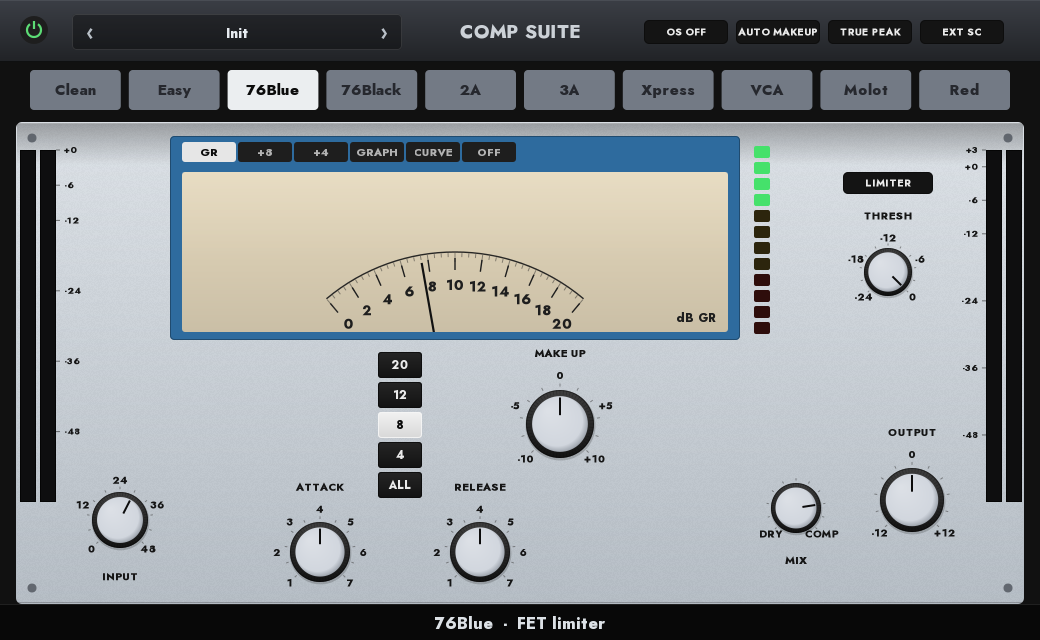 ‹ Init ›
COMP SUITE
OS OFF AUTO MAKEUP TRUE PEAK EXT SC
Clean Easy 76Blue 76Black 2A 3A Xpress VCA Molot Red
GR +8 +4 GRAPH CURVE OFF
+0
-6
-12
-24
-36
-48
0 2 4 6 8 10 12 14 16 18 20
dB GR
LIMITER
THRESH
-24 -18 -12 -6 0
+3
+0
-6
-12
-24
-36
-48
20
12
8
4
ALL
MAKE UP
-10 -5 0 +5 +10
0 12 24 36 48
INPUT
ATTACK
1 2 3 4 5 6 7
RELEASE
1 2 3 4 5 6 7
DRY COMP
MIX
OUTPUT
-12 0 +12
76Blue · FET limiter